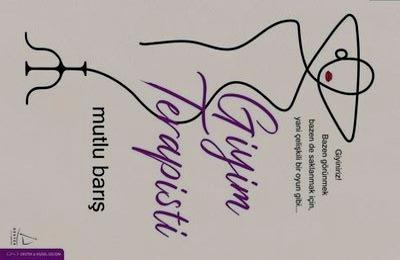 Giyiniriz!
Bazen görünmek
bazen de saklanmak için,
yani çelişkili bir oyun gibi...
Giyim
Terapisti
mutlu barış